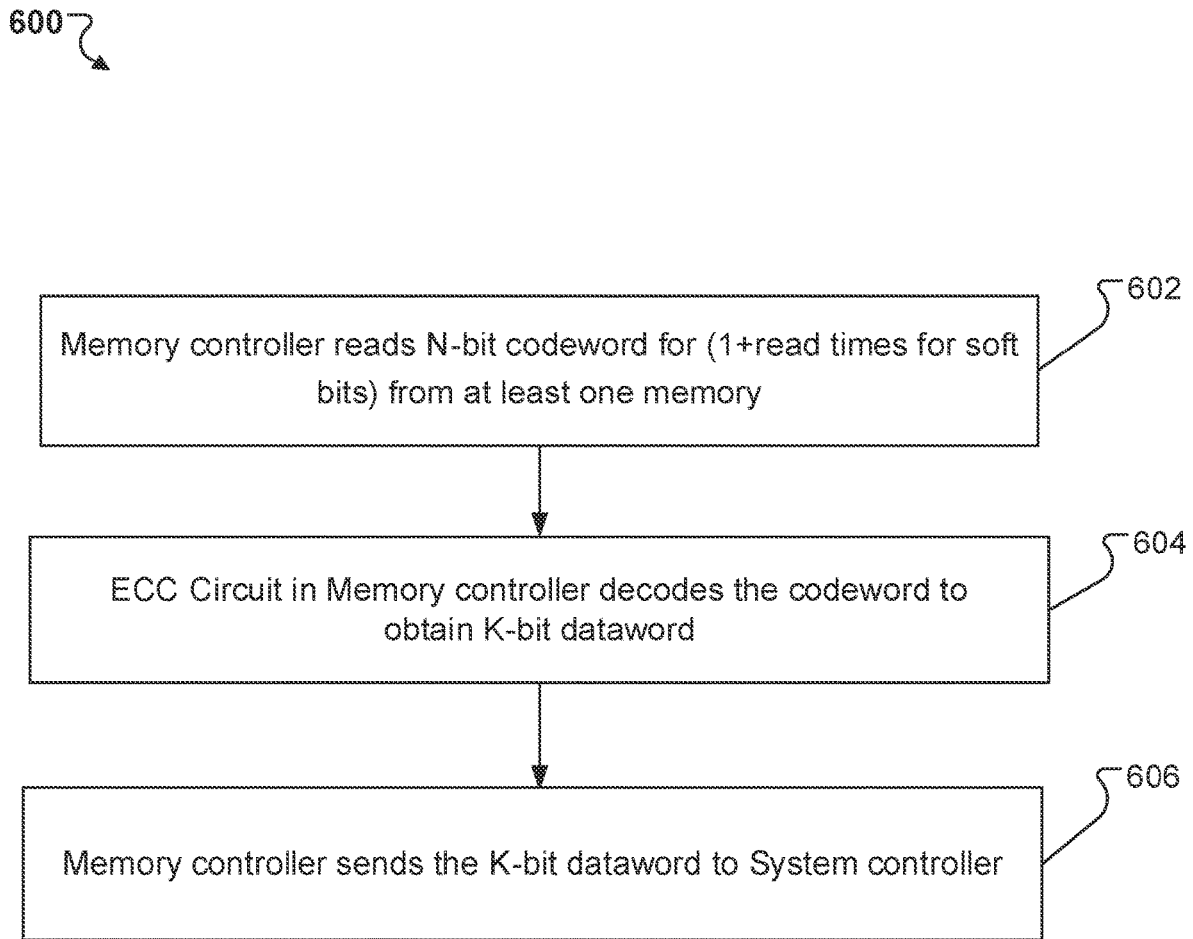 600
602
Memory controller reads N-bit codeword for (1+read times for soft
bits) from at least one memory
604
ECC Circuit in Memory controller decodes the codeword to
obtain K-bit dataword
606
Memory controller sends the K-bit dataword to System controller